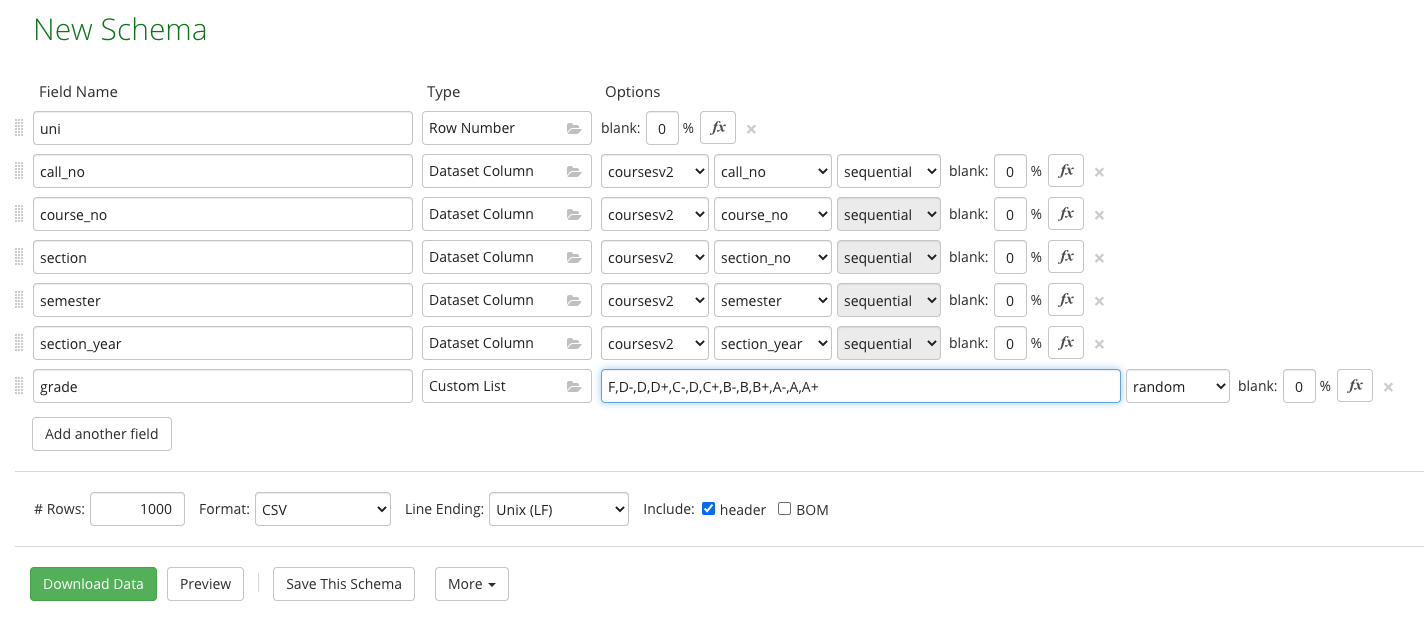 New Schema
Field Name Type Options
uni Row Number blank: 0 % fx ×
call_no Dataset Column coursesv2 call_no sequential blank: 0 % fx ×
course_no Dataset Column coursesv2 course_no sequential blank: 0 % fx ×
section Dataset Column coursesv2 section_no sequential blank: 0 % fx ×
semester Dataset Column coursesv2 semester sequential blank: 0 % fx ×
section_year Dataset Column coursesv2 section_year sequential blank: 0 % fx ×
grade Custom List F,D-,D,D+,C-,D,C+,B-,B,B+,A-,A,A+ random blank: 0 % fx ×
Add another field
# Rows: 1000 Format: CSV Line Ending: Unix (LF) Include: header BOM
Download Data Preview Save This Schema More